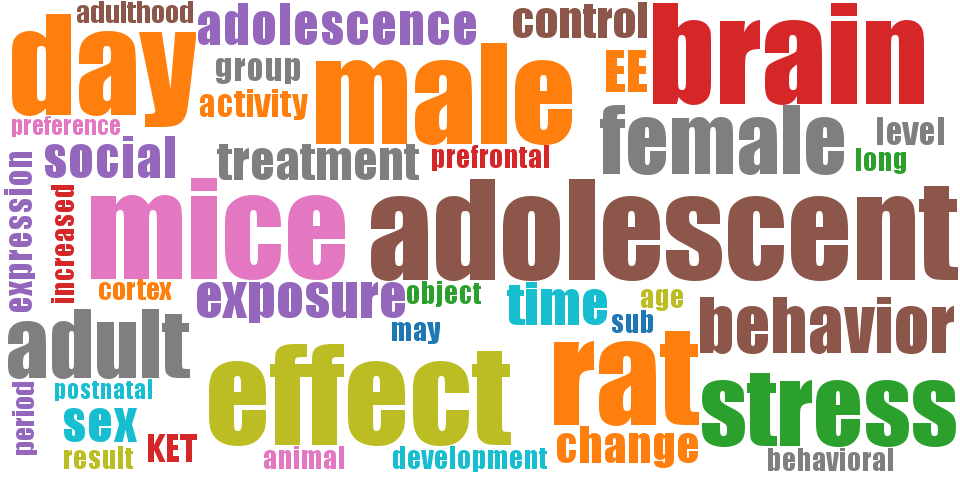 adulthood
adolescence
control
brain
day
male
group
EE
activity
female
level
preference
social
treatment
prefrontal
long
expression
increased
mice
adolescent
cortex
exposure
object
time
age
sub
may
adult
behavior
effect
rat
stress
period
postnatal
sex
KET
result
animal
development
change
behavioral